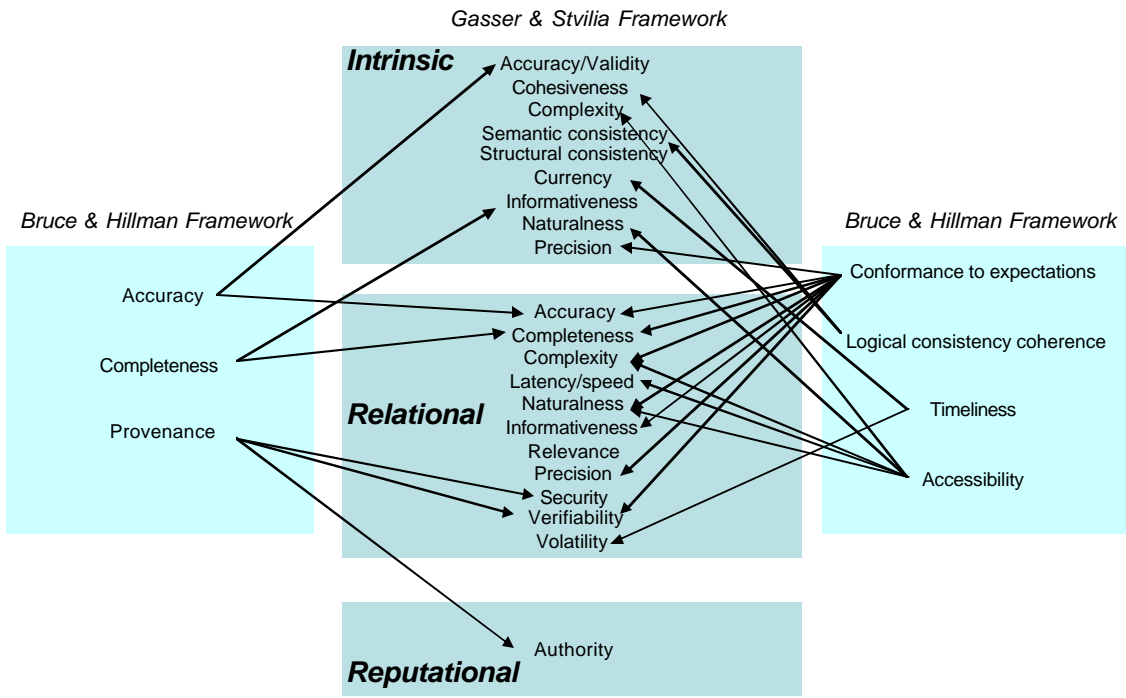 Gasser & Stvilia Framework
Intrinsic
Accuracy/Validity
Cohesiveness
Complexity
Semantic consistency
Structural consistency
Currency
Informativeness
Naturalness
Precision
Bruce & Hillman Framework
Accuracy
Completeness
Provenance
Relational
Accuracy
Completeness
Complexity
Latency/speed
Naturalness
Informativeness
Relevance
Precision
Security
Verifiability
Volatility
Reputational
Authority
Bruce & Hillman Framework
Conformance to expectations
Logical consistency coherence
Timeliness
Accessibility